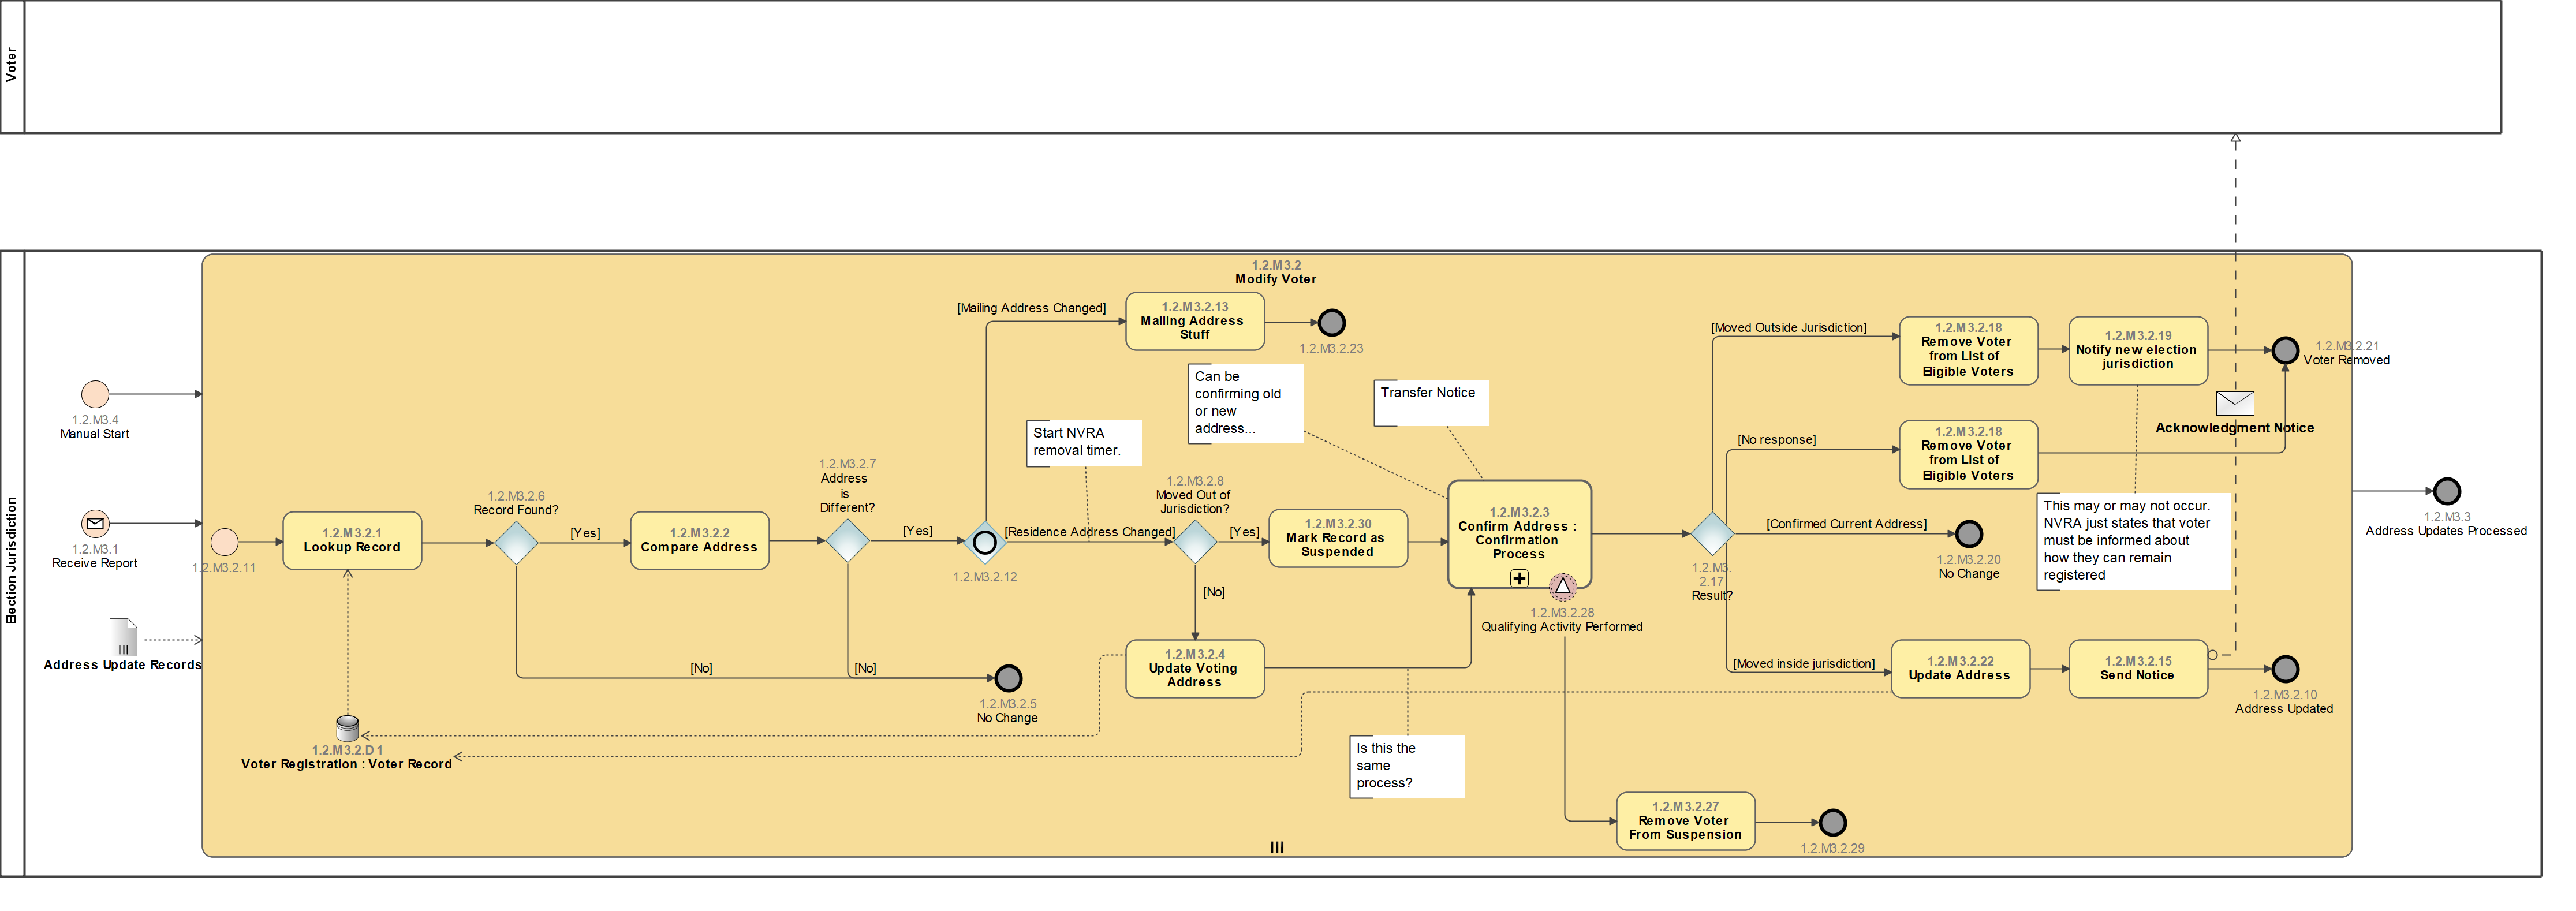 Voter
Election Jurisdiction
1.2.M3.2
Modify Voter
1.2.M3.4
Manual Start
1.2.M3.1
Receive Report
Address Update Records
1.2.M3.2.11
1.2.M3.2.1
Lookup Record
1.2.M3.2.D1
Voter Registration : Voter Record
1.2.M3.2.6
Record Found?
[Yes]
[No]
1.2.M3.2.2
Compare Address
1.2.M3.2.7
Address
is
Different?
[Yes]
[No]
1.2.M3.2.5
No Change
1.2.M3.2.12
[Mailing Address Changed]
1.2.M3.2.13
Mailing Address
Stuff
1.2.M3.2.23
[Residence Address Changed]
Start NVRA
removal timer.
1.2.M3.2.8
Moved Out of
Jurisdiction?
[Yes]
[No]
1.2.M3.2.30
Mark Record as
Suspended
1.2.M3.2.4
Update Voting
Address
Can be
confirming old
or new
address...
Transfer Notice
1.2.M3.2.3
Confirm Address :
Confirmation
Process
Is this the
same
process?
1.2.M3.2.28
Qualifying Activity Performed
1.2.M3.2.27
Remove Voter
From Suspension
1.2.M3.2.29
1.2.M3.
2.17
Result?
[Moved Outside Jurisdiction]
1.2.M3.2.18
Remove Voter
from List of
Eligible Voters
1.2.M3.2.19
Notify new election
jurisdiction
1.2.M3.2.21
Voter Removed
Acknowledgment Notice
[No response]
1.2.M3.2.18
Remove Voter
from List of
Eligible Voters
[Confirmed Current Address]
1.2.M3.2.20
No Change
This may or may not occur.
NVRA just states that voter
must be informed about
how they can remain
registered
[Moved inside jurisdiction]
1.2.M3.2.22
Update Address
1.2.M3.2.15
Send Notice
1.2.M3.2.10
Address Updated
1.2.M3.3
Address Updates Processed